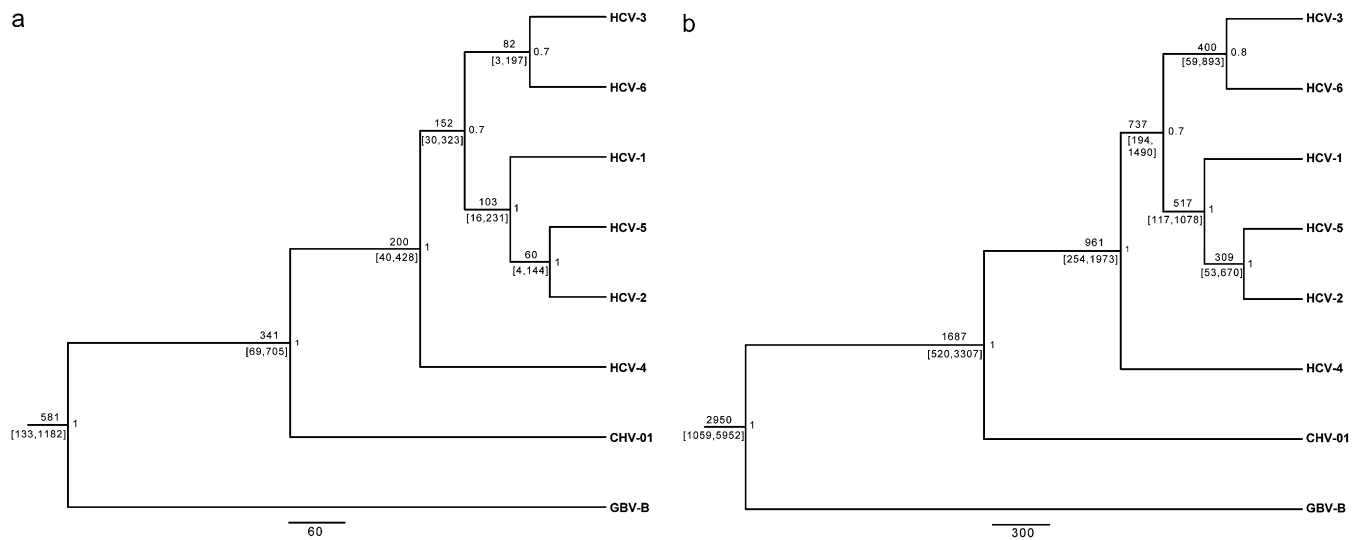 a
HCV-3
82
0.7
[3,197]
HCV-6
152
0.7
[30,323]
HCV-1
103
1
[16,231]
HCV-5
60
1
[4,144]
HCV-2
200
1
[40,428]
HCV-4
341
1
[69,705]
CHV-01
581
1
[133,1182]
GBV-B
60
b
HCV-3
400
0.8
[59,893]
HCV-6
737
0.7
[194,
1490]
HCV-1
517
1
[117,1078]
HCV-5
309
1
[53,670]
HCV-2
961
1
[254,1973]
HCV-4
1687
1
[520,3307]
CHV-01
2950
1
[1059,5952]
GBV-B
300